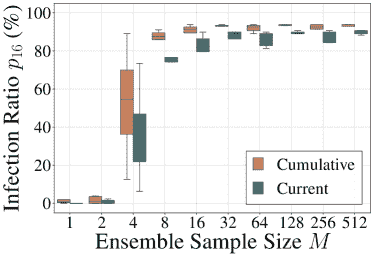 Infection Ratio p16 (%)
100
80
60
40
20
0
Cumulative
Current
1 2 4 8 16 32 64 128 256 512
Ensemble Sample Size M